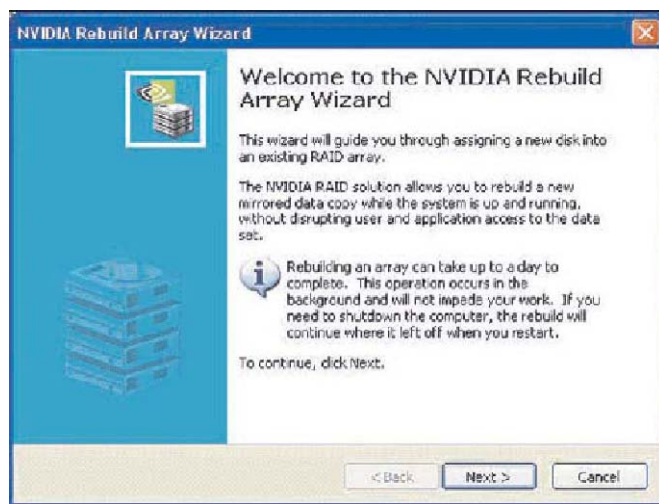 NVIDIA Rebuild Array Wizard
Welcome to the NVIDIA Rebuild
Array Wizard
This wizard will guide you through assigning a new disk into
an existing RAID array.
The NVIDIA RAID solution allows you to rebuild a new
mirrored data copy while the system is up and running,
without disrupting user and application access to the data
set.
Rebuilding an array can take up to a day to
complete. This operation occurs in the
background and will not impede your work. If you
need to shutdown the computer, the rebuild will
continue where it left off when you restart.
To continue, click Next.
< Back
Next >
Cancel